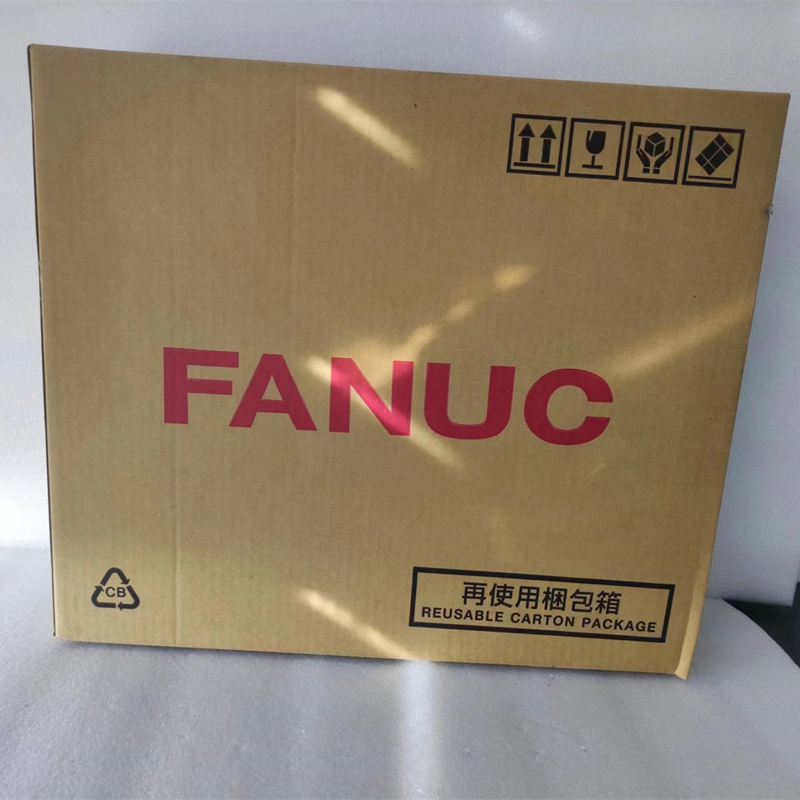 FANUC
CB
再使用梱包箱
REUSABLE CARTON PACKAGE